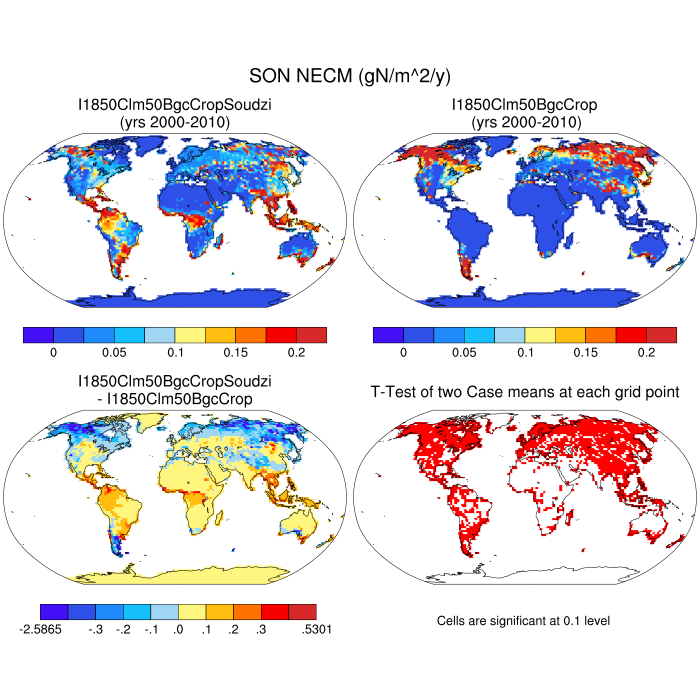 SON NECM (gN/m^2/y)
I1850Clm50BgcCropSoudzi
(yrs 2000-2010)
I1850Clm50BgcCrop
(yrs 2000-2010)
0 0.05 0.1 0.15 0.2
0 0.05 0.1 0.15 0.2
I1850Clm50BgcCropSoudzi
- I1850Clm50BgcCrop
T-Test of two Case means at each grid point
-2.5865 -.3 -.2 -.1 .0 .1 .2 .3 .5301
Cells are significant at 0.1 level